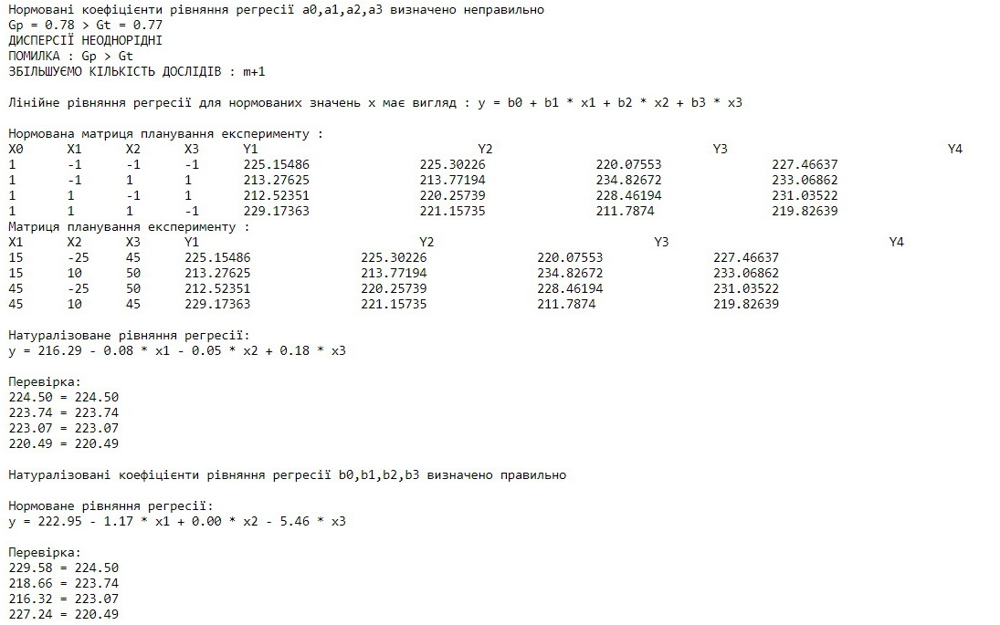 Нормовані коефіцієнти рівняння регресії a0,a1,a2,a3 визначено неправильно
Gp = 0.78 > Gt = 0.77
ДИСПЕРСІЇ НЕОДНОРІДНІ
ПОМИЛКА : Gp > Gt
ЗБІЛЬШУЄМО КІЛЬКІСТЬ ДОСЛІДІВ : m+1
Лінійне рівняння регресії для нормованих значень x має вигляд : y = b0 + b1 * x1 + b2 * x2 + b3 * x3
Нормована матриця планування експерименту :
X0 X1 X2 X3 Y1 Y2 Y3 Y4
1 -1 -1 -1 225.15486 225.30226 220.07553 227.46637
1 -1 1 1 213.27625 213.77194 234.82672 233.06862
1 1 -1 1 212.52351 220.25739 228.46194 231.03522
1 1 1 -1 229.17363 221.15735 211.7874 219.82639
Матриця планування експерименту :
X1 X2 X3 Y1 Y2 Y3 Y4
15 -25 45 225.15486 225.30226 220.07553 227.46637
15 10 50 213.27625 213.77194 234.82672 233.06862
45 -25 50 212.52351 220.25739 228.46194 231.03522
45 10 45 229.17363 221.15735 211.7874 219.82639
Натуралізоване рівняння регресії:
y = 216.29 - 0.08 * x1 - 0.05 * x2 + 0.18 * x3
Перевірка:
224.50 = 224.50
223.74 = 223.74
223.07 = 223.07
220.49 = 220.49
Натуралізовані коефіцієнти рівняння регресії b0,b1,b2,b3 визначено правильно
Нормоване рівняння регресії:
y = 222.95 - 1.17 * x1 + 0.00 * x2 - 5.46 * x3
Перевірка:
229.58 = 224.50
218.66 = 223.74
216.32 = 223.07
227.24 = 220.49